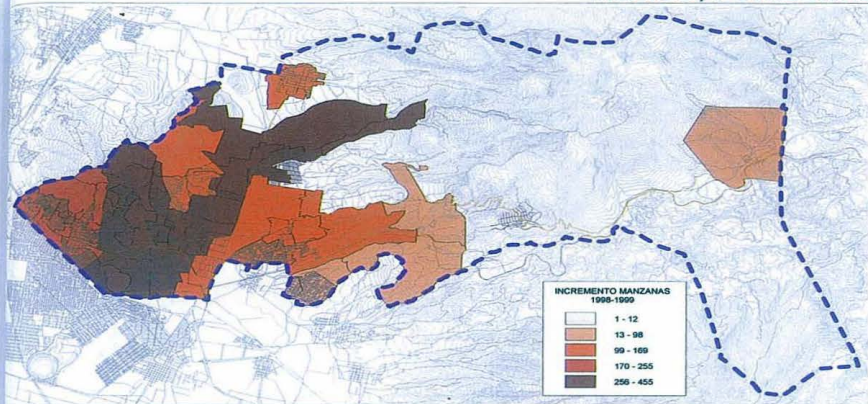 INCREMENTO MANZANAS
1998-1999
1 - 12
13 - 98
99 - 169
170 - 255
256 - 455